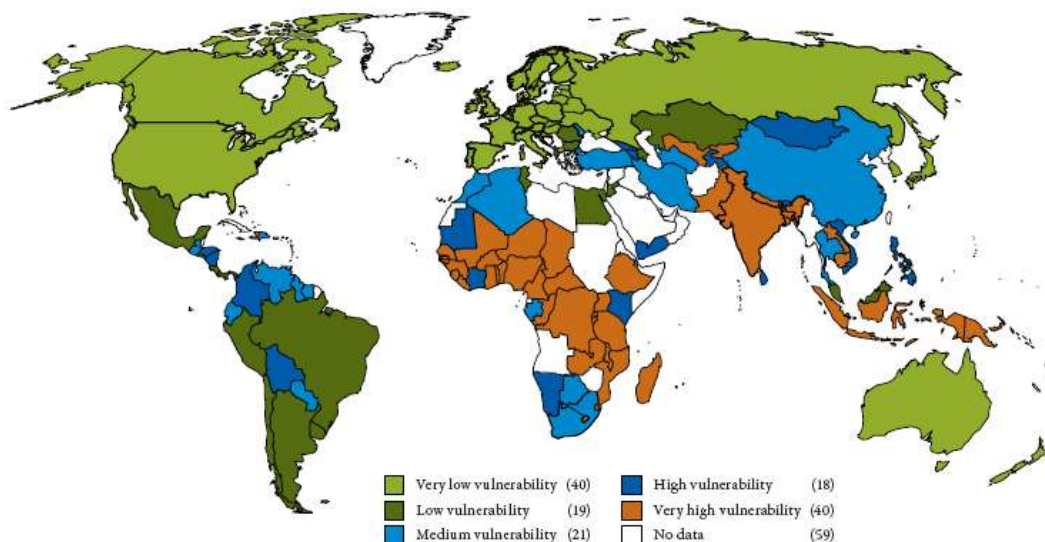 Very low vulnerability (40)
Low vulnerability (19)
Medium vulnerability (21)
High vulnerability (18)
Very high vulnerability (40)
No data (59)